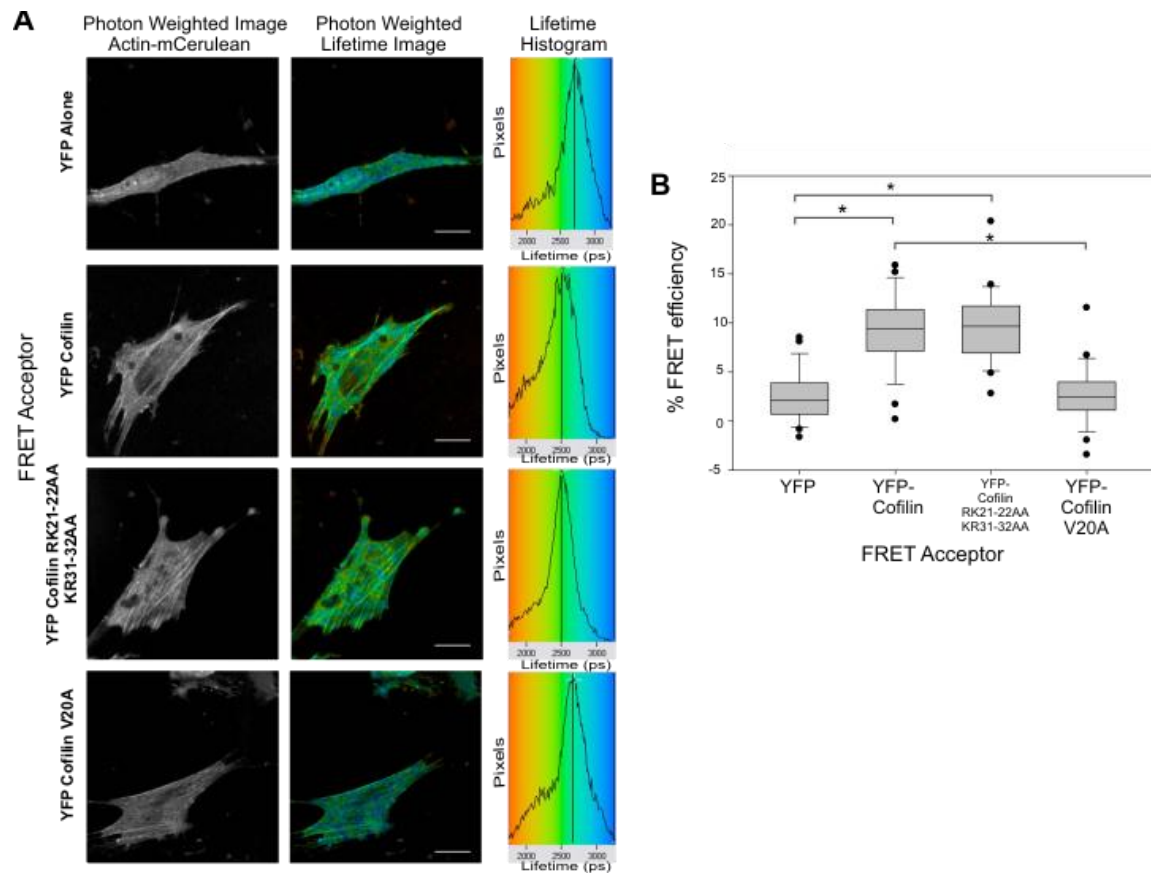 A
Photon Weighted Image
Actin-mCerulean
Photon Weighted
Lifetime Image
Lifetime
Histogram
FRET Acceptor
YFP Alone
Pixels
2000 2500 3000
Lifetime (ps)
YFP Cofilin
Pixels
2000 2500 3000
Lifetime (ps)
YFP Cofilin RK21-22AA
KR31-32AA
Pixels
2000 2500 3000
Lifetime (ps)
YFP Cofilin V20A
Pixels
2000 2500 3000
Lifetime (ps)
B
% FRET efficiency
25
20
15
10
5
0
-5
*
*
*
YFP
YFP-
Cofilin
YFP-
Cofilin
RK21-22AA
KR31-32AA
YFP-
Cofilin
V20A
FRET Acceptor